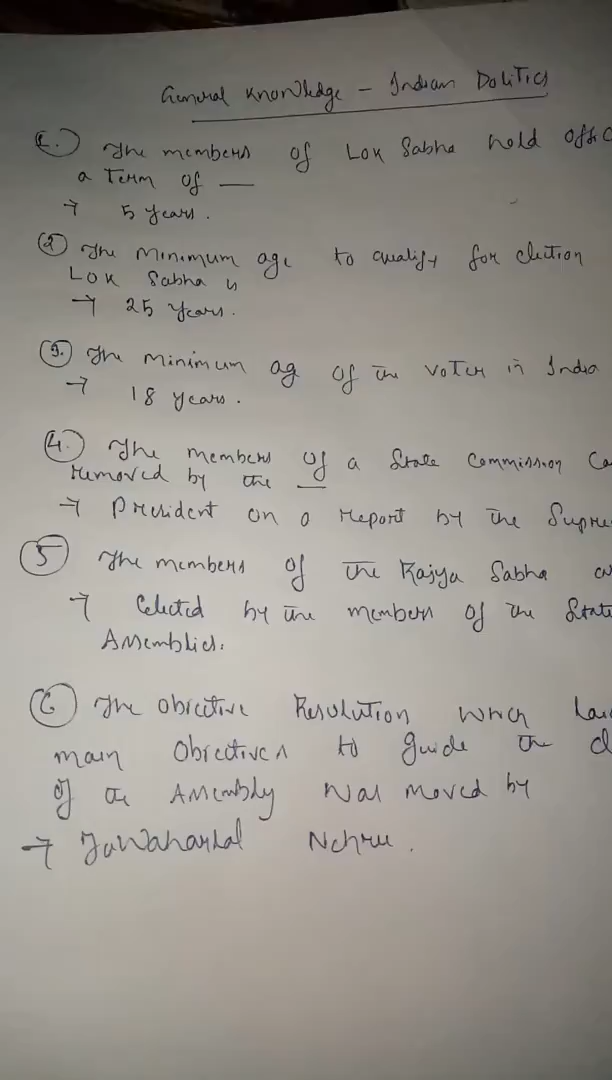 General Knowledge - Indian Politics
1. The members of Lok Sabha hold offic
a Term of —
→ 5 years.
2 The Minimum age to qualify for election
Lok Sabha is
→ 25 years.
3. The Minimum ag of the voter in India
→ 18 years.
4. The members of a State Commission Ca
removed by the —
→ President on a report by the Supre
5 The members of the Rajya Sabha
→ Elected by the members of the State
Assemblies.
6 The Objective Resolution which lai
main Objectives to guide the d
of the Assembly was moved by
→ Jawaharlal Nehru.